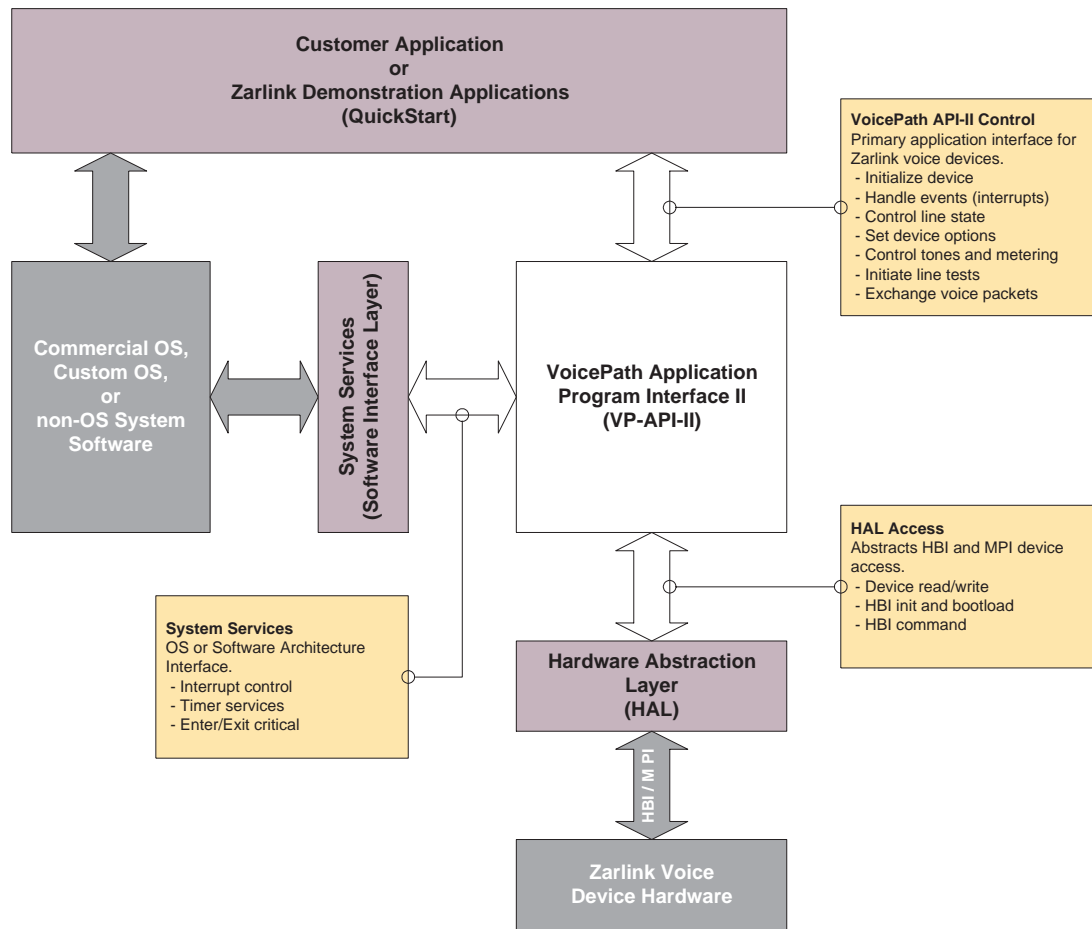 Customer Application
or
Zarlink Demonstration Applications
(QuickStart)
VoicePath API-II Control
Primary application interface for
Zarlink voice devices.
- Initialize device
- Handle events (interrupts)
- Control line state
- Set device options
- Control tones and metering
- Initiate line tests
- Exchange voice packets
Commercial OS,
Custom OS,
or
non-OS System
Software
System Services
(Software Interface Layer)
VoicePath Application
Program Interface II
(VP-API-II)
HAL Access
Abstracts HBI and MPI device
access.
- Device read/write
- HBI init and bootload
- HBI command
System Services
OS or Software Architecture
Interface.
- Interrupt control
- Timer services
- Enter/Exit critical
Hardware Abstraction
Layer
(HAL)
HBI / M PI
Zarlink Voice
Device Hardware